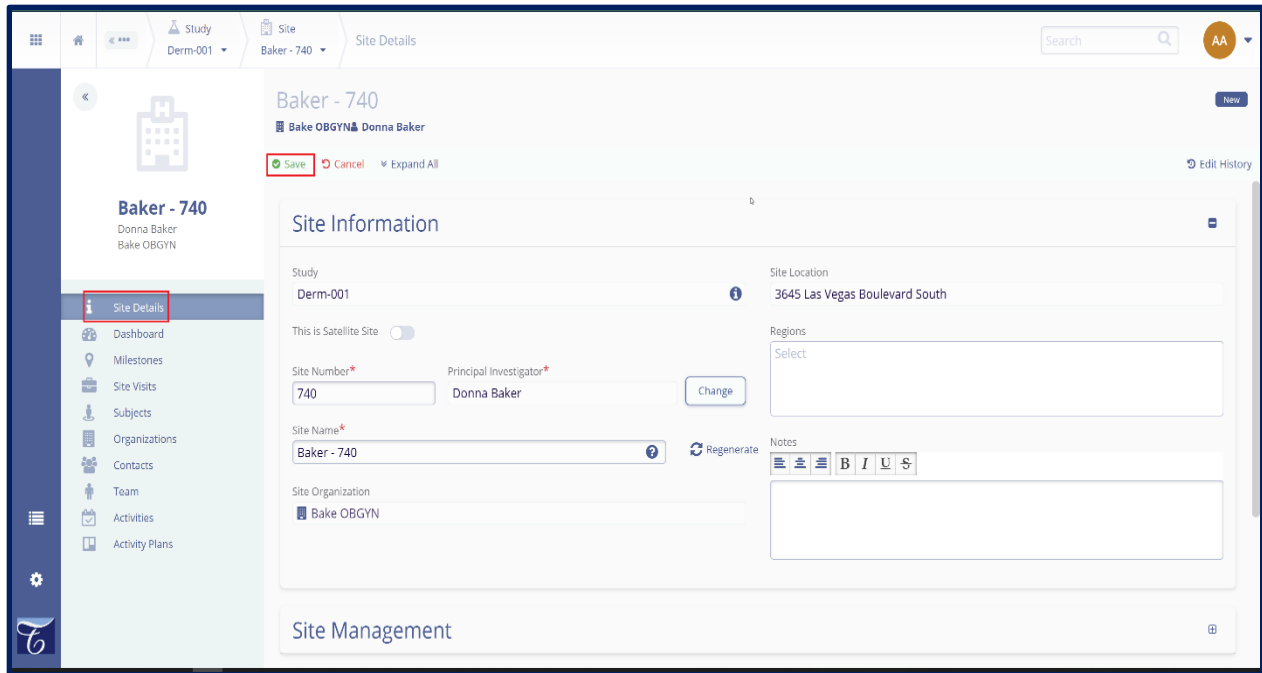 Study
Derm-001
Site
Baker - 740
Site Details
Search
AA
Baker - 740
Donna Baker
Bake OBGYN
Site Details
Dashboard
Milestones
Site Visits
Subjects
Organizations
Contacts
Team
Activities
Activity Plans
Baker - 740
New
Bake OBGYN Donna Baker
Save Cancel Expand All Edit History
Site Information
Study
Derm-001
This is Satellite Site
Site Number*
740
Principal Investigator*
Donna Baker
Change
Site Name*
Baker - 740
Regenerate
Site Organization
Bake OBGYN
Site Location
3645 Las Vegas Boulevard South
Regions
Select
Notes
B I U S
Site Management